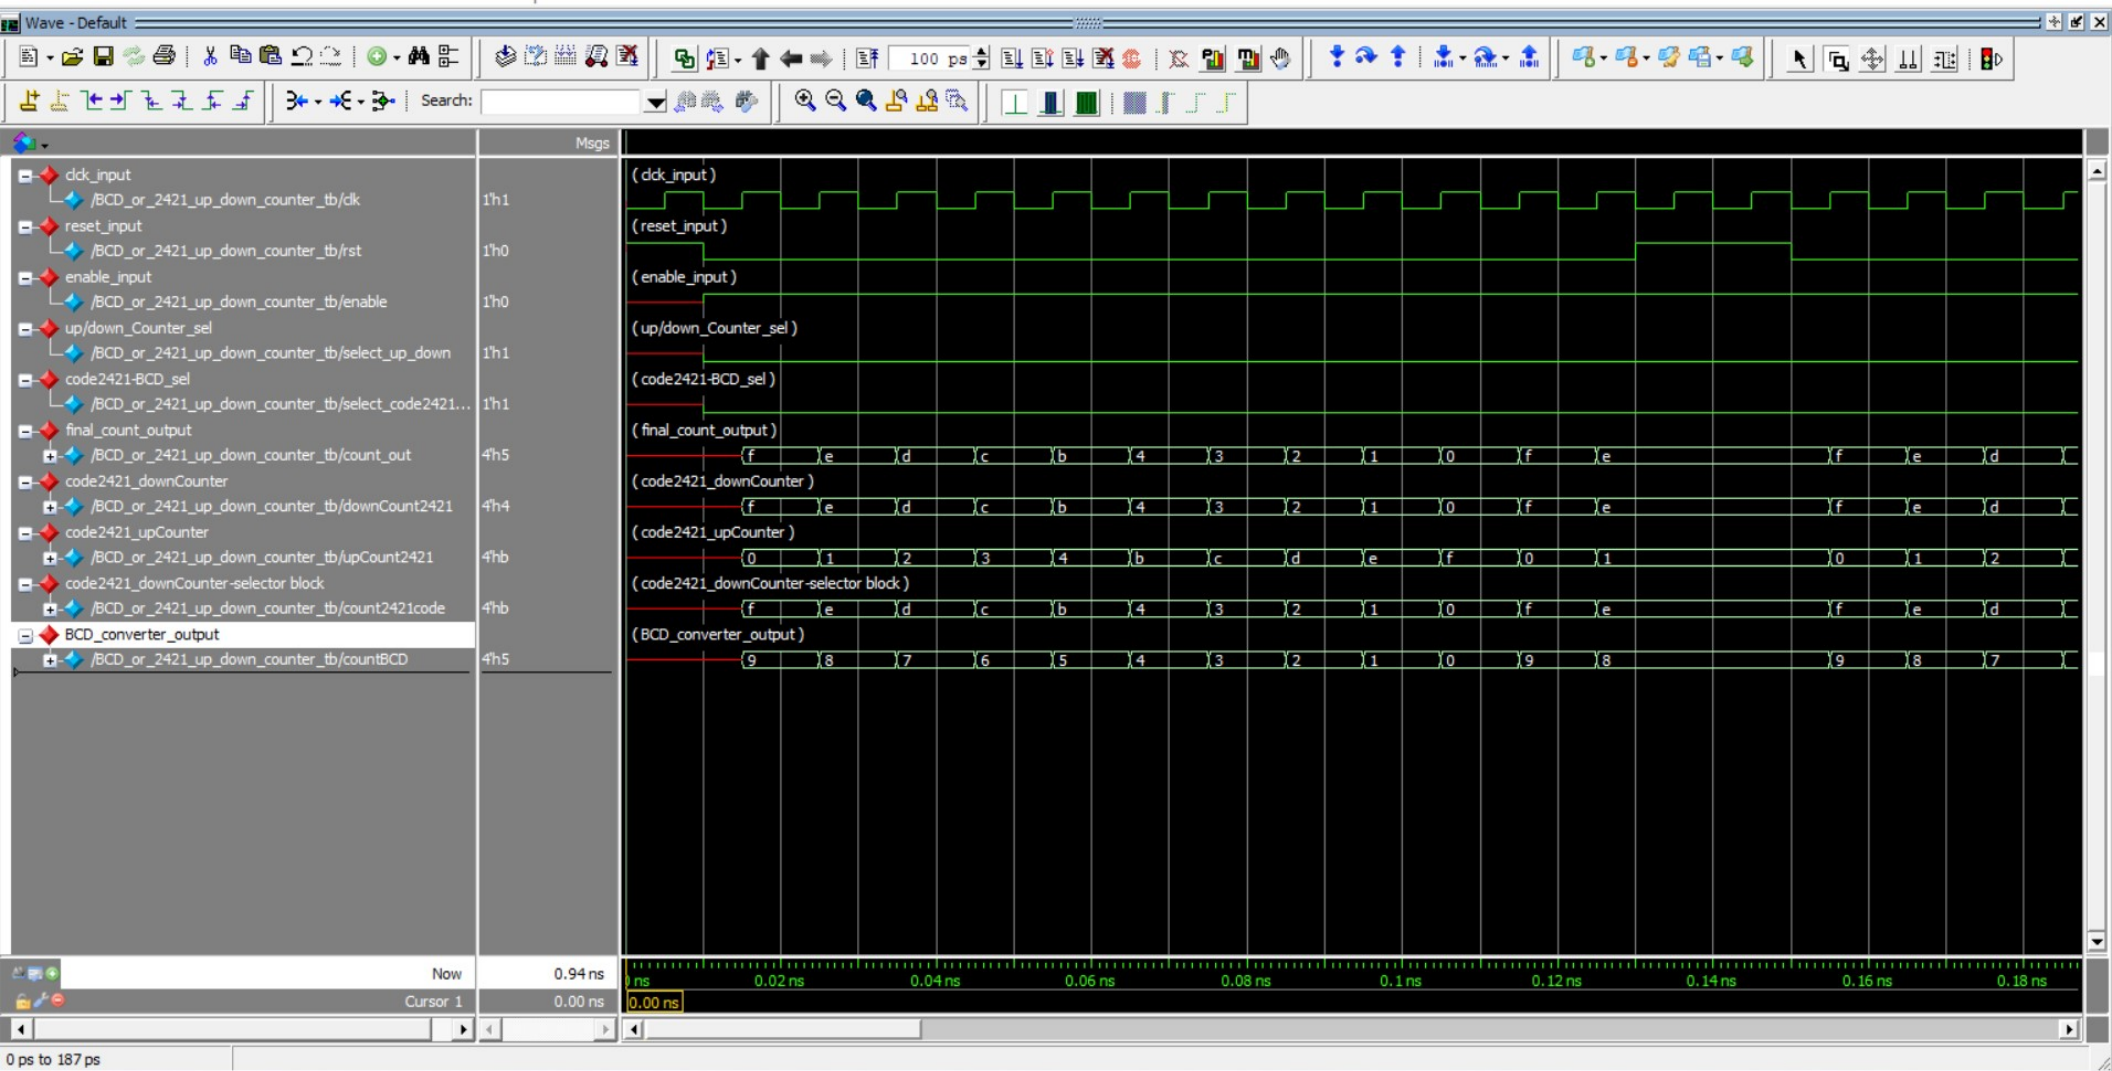 Wave - Default
100 ps
Search:
Msgs
clck_input
/BCD_or_2421_up_down_counter_tb/clk 1'h1
reset_input
/BCD_or_2421_up_down_counter_tb/rst 1'h0
enable_input
/BCD_or_2421_up_down_counter_tb/enable 1'h0
up/down_Counter_sel
/BCD_or_2421_up_down_counter_tb/select_up_down 1'h1
code2421-BCD_sel
/BCD_or_2421_up_down_counter_tb/select_code2421... 1'h1
final_count_output
/BCD_or_2421_up_down_counter_tb/count_out 4'h5
code2421_downCounter
/BCD_or_2421_up_down_counter_tb/downCount2421 4'h4
code2421_upCounter
/BCD_or_2421_up_down_counter_tb/upCount2421 4'hb
code2421_downCounter-selector block
/BCD_or_2421_up_down_counter_tb/count2421code 4'hb
BCD_converter_output
/BCD_or_2421_up_down_counter_tb/countBCD 4'h5
( clck_input )
( reset_input )
( enable_input )
( up/down_Counter_sel )
( code2421-BCD_sel )
( final_count_output )
f e d c b 4 3 2 1 0 f e f e d
( code2421_downCounter )
f e d c b 4 3 2 1 0 f e f e d
( code2421_upCounter )
0 1 2 3 4 b c d e f 0 1 0 1 2
( code2421_downCounter-selector block )
f e d c b 4 3 2 1 0 f e f e d
( BCD_converter_output )
9 8 7 6 5 4 3 2 1 0 9 8 9 8 7
Now 0.94 ns
ns 0.02 ns 0.04 ns 0.06 ns 0.08 ns 0.1 ns 0.12 ns 0.14 ns 0.16 ns 0.18 ns
Cursor 1 0.00 ns 0.00 ns
0 ps to 187 ps